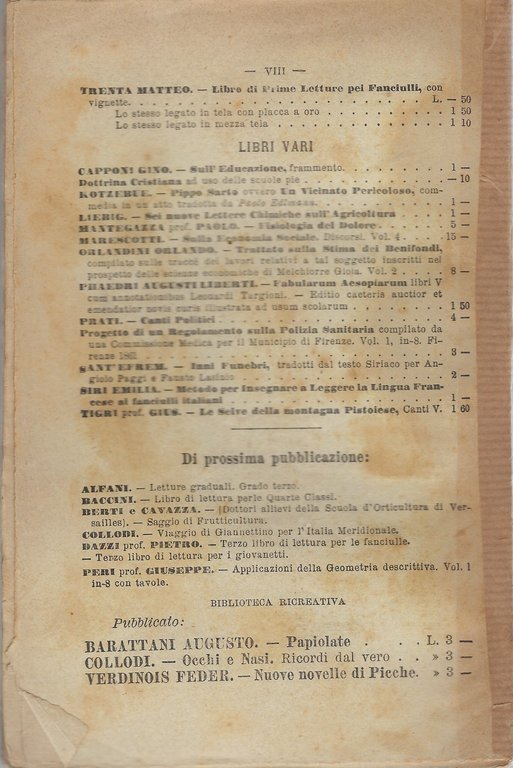 — VIII —
TRENTA MATTEO. — Libro di Prime Letture pei Fanciulli, con
vignette. . . . . . . . . . . . . . . . . . . . . . . L. — 50
Lo stesso legato in tela con placca a oro . . . . . . . . 1 50
Lo stesso legato in mezza tela . . . . . . . . . . . . . 1 10
LIBRI VARI
CAPPONI GINO. — Sull' Educazione, frammento. . . . . . . . . 1 —
Dottrina Cristiana ad uso delle scuole pie . . . . . . . . . — 10
KOTZEBUE. — Pippo Sarto ovvero Un Vicinato Pericoloso, com-
media in un atto tradotta da Paolo . . . . . . . 1 —
LIEBIG. — Sei nuove Lettere Chimiche sull'Agricoltura . . . . 1 —
MANTEGAZZA prof. PAOLO. — Fisiologia del Dolore . . . . . 5 —
MARESCOTTI. — Sulla Economia Sociale. Discorsi. Vol. 4 . . . . 15 —
ORLANDINI ORLANDO. — Trattato sulla Stima dei Benifondi,
compilato sulle tracce dei lavori relativi a tal soggetto inscritti nel
prospetto delle scienze economiche di Melchiorre Gioia. Vol. 2 . . 8 —
PHAEDRI AUGUSTI LIBERTI. — Fabularum Aesopiarum libri V
cum annotationibus Leonardi Targioni. — Editio caeteris auctior et
emendatior novis curis illustrata ad usum scholarum . . . . . 1 50
PRATI. — Canti Politici . . . . . . . . . . . . . . . . 4 —
Progetto di un Regolamento sulla Polizia Sanitaria compilato da
una Commissione Medica per il Municipio di Firenze. Vol. 1, in-8. Fi-
renze 1861 . . . . . . . . . . . . . . . . . . . . . 3 —
SANT'EFREM. — Inni Funebri, tradotti dal testo Siriaco per An-
giolo Paggi e Fausto Lasinio . . . . . . . . . . . . . . 2 —
SIRI EMILIA. — Metodo per insegnare a Leggere la Lingua Fran-
cese ai fanciulli italiani . . . . . . . . . . . . . . . . 1 —
TIGRI prof. GIUS. — Le Selve della montagna Pistoiese, Canti V. 1 60
Di prossima pubblicazione:
ALFANI. — Letture graduali. Grado terzo.
BACCINI. — Libro di lettura perle Quarte Classi.
BERTI e CAVAZZA. — (Dottori allievi della Scuola d'Orticultura di Ver-
sailles). — Saggio di Frutticultura.
COLLODI. — Viaggio di Giannettino per l'Italia Meridionale.
DAZZI prof. PIETRO. — Terzo libro di lettura per le fanciulle.
— Terzo libro di lettura per i giovanetti.
PERI prof. GIUSEPPE. — Applicazioni della Geometria descrittiva. Vol. 1
in-8 con tavole.
BIBLIOTECA RICREATIVA
Pubblicato:
BARATTANI AUGUSTO. — Papiolate . . . L. 3 —
COLLODI. — Occhi e Nasi. Ricordi dal vero . . » 3 —
VERDINOIS FEDER. — Nuove novelle di Picche. » 3 —